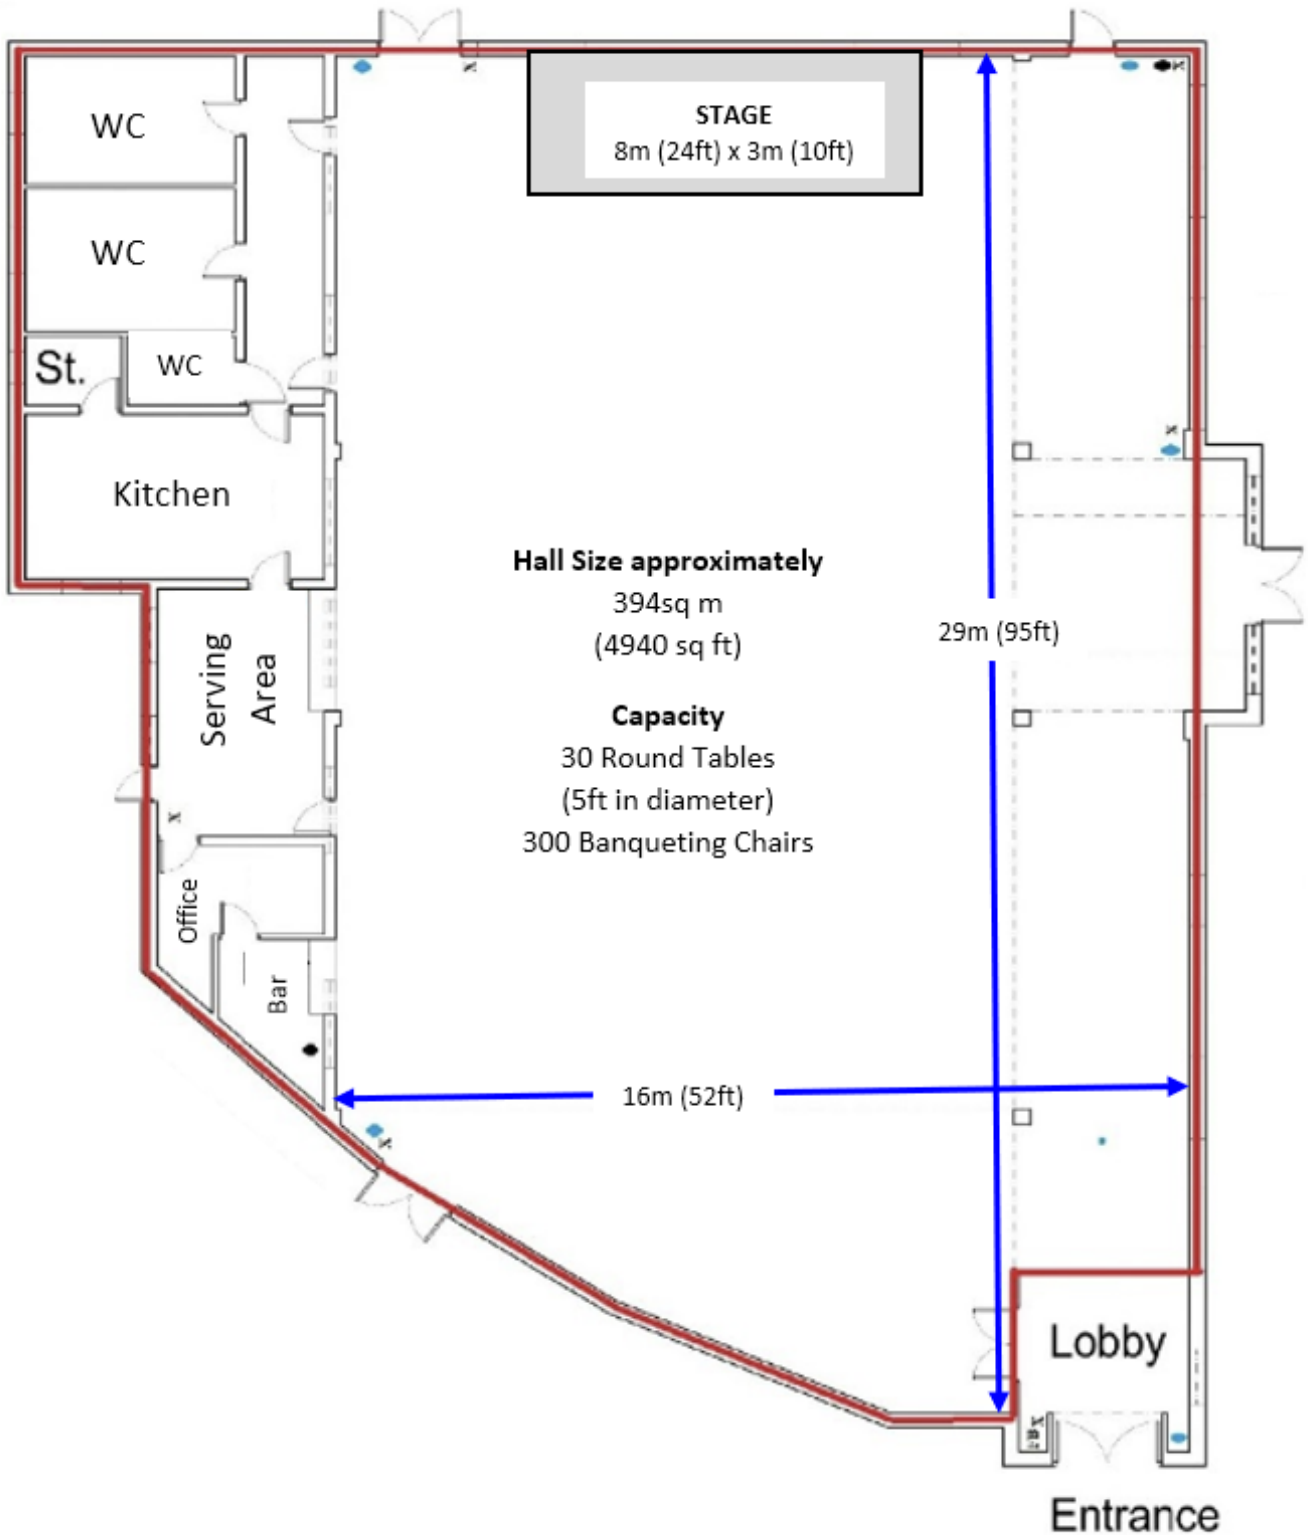 WC
STAGE
8m (24ft) x 3m (10ft)
WC
St.
WC
Kitchen
Hall Size approximately
394sq m
(4940 sq ft)
29m (95ft)
Serving
Area
Capacity
30 Round Tables
(5ft in diameter)
300 Banqueting Chairs
Office
Bar
16m (52ft)
Lobby
Entrance
x
x
x
x
x